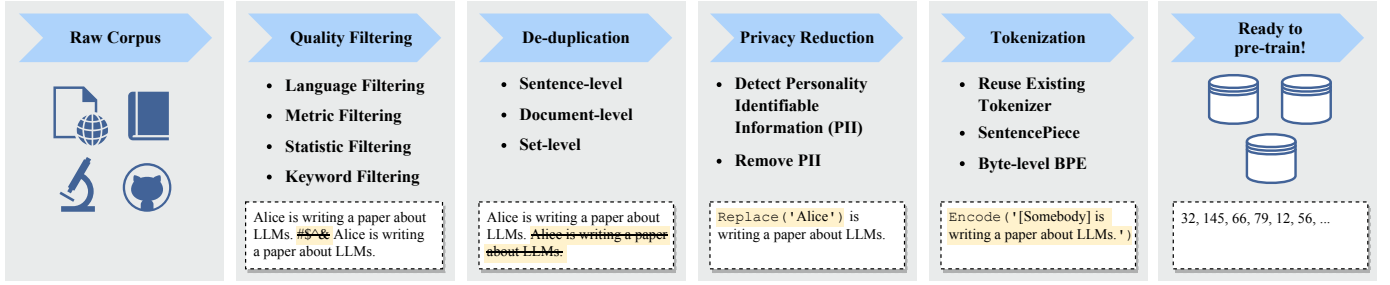 Raw Corpus
Quality Filtering
• Language Filtering
• Metric Filtering
• Statistic Filtering
• Keyword Filtering
Alice is writing a paper about
LLMs. #$^& Alice is writing
a paper about LLMs.
De-duplication
• Sentence-level
• Document-level
• Set-level
Alice is writing a paper about
LLMs. Alice is writing a paper
about LLMs.
Privacy Reduction
• Detect Personality
Identifiable
Information (PII)
• Remove PII
Replace('Alice') is
writing a paper about LLMs.
Tokenization
• Reuse Existing
Tokenizer
• SentencePiece
• Byte-level BPE
Encode('[Somebody] is
writing a paper about LLMs.')
Ready to
pre-train!
32, 145, 66, 79, 12, 56, ...